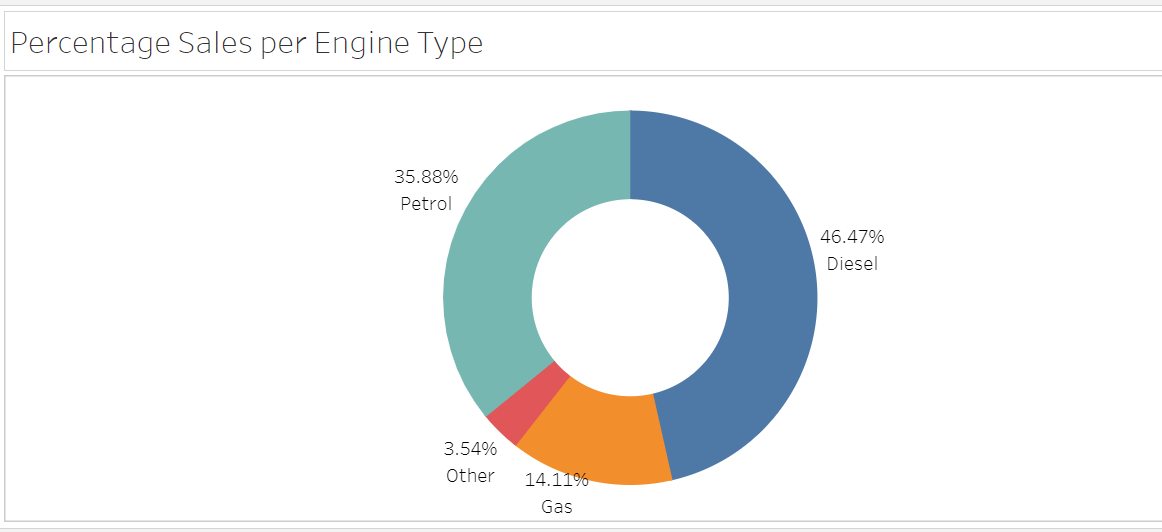 Percentage Sales per Engine Type
35.88%
Petrol
46.47%
Diesel
3.54%
Other
14.11%
Gas